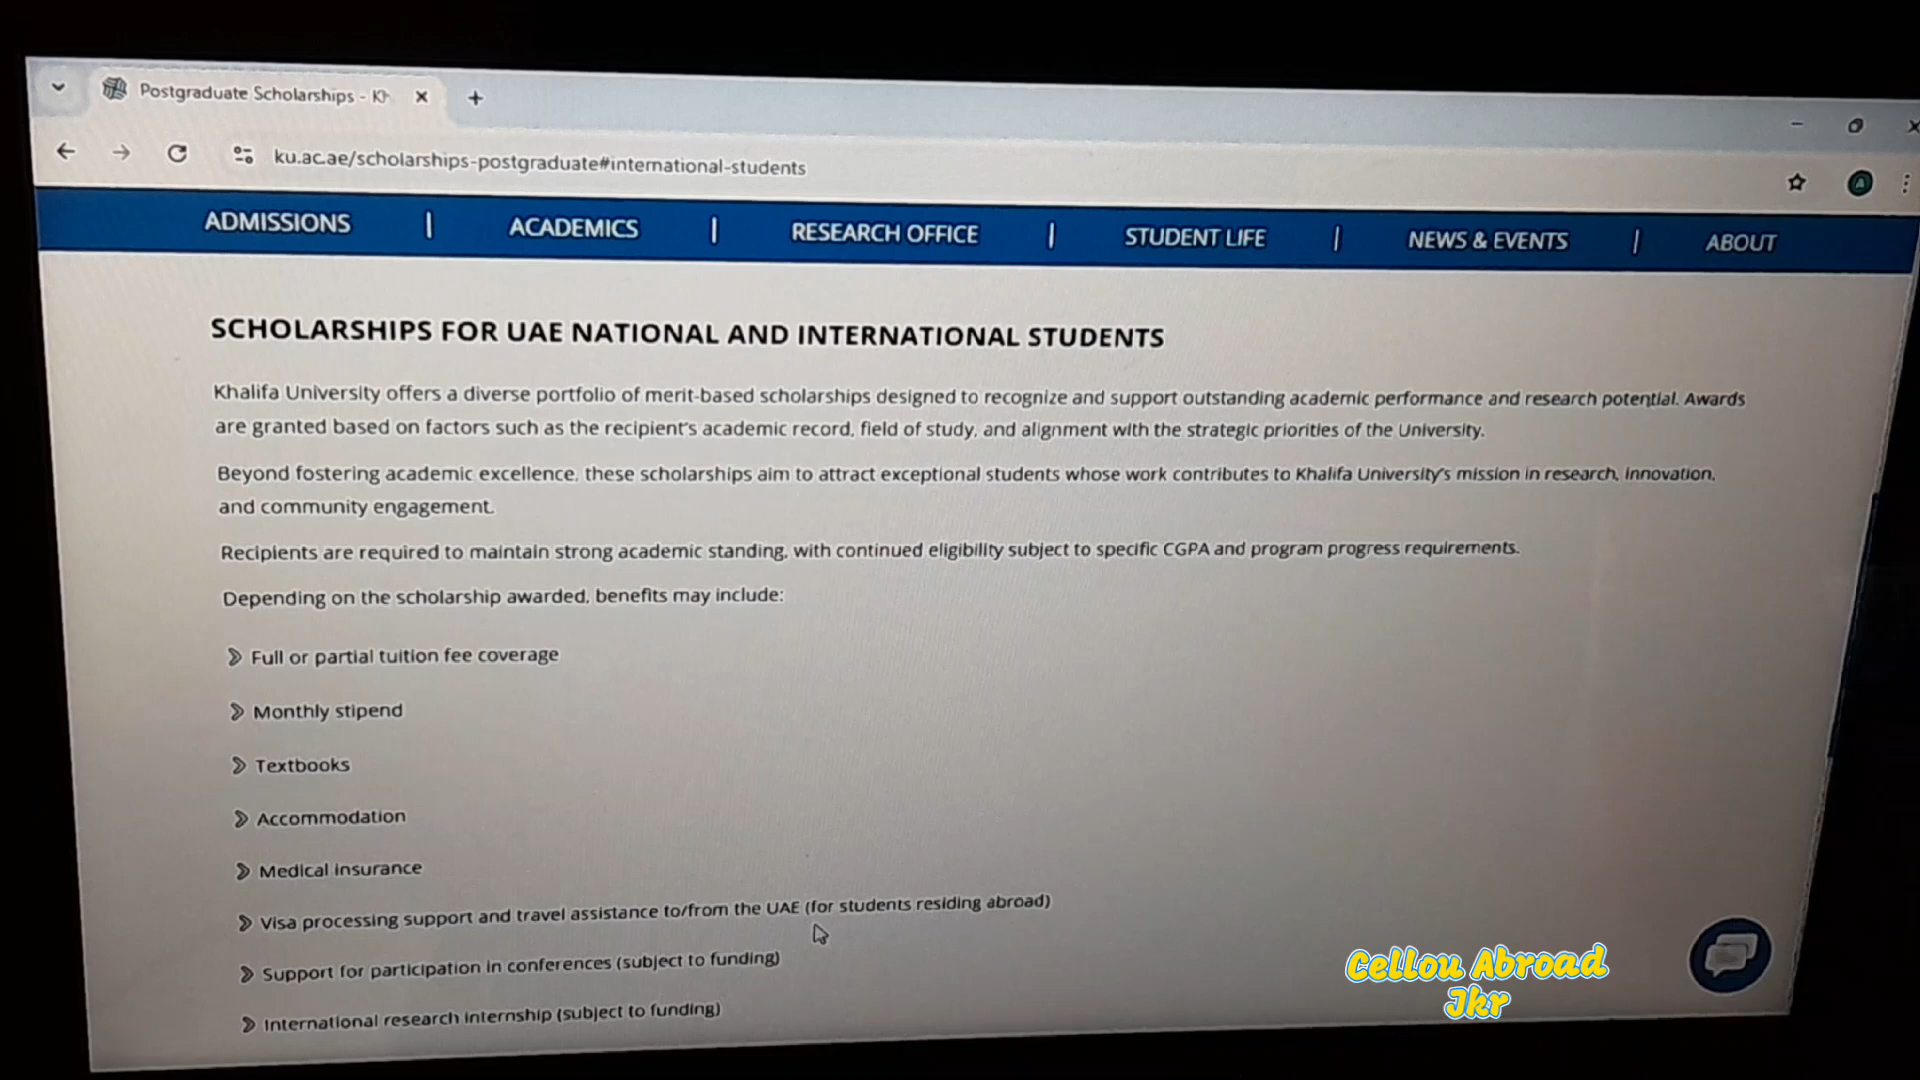 Postgraduate Scholarships - Kh
ku.ac.ae/scholarships-postgraduate#international-students
ADMISSIONS | ACADEMICS | RESEARCH OFFICE | STUDENT LIFE | NEWS & EVENTS | ABOUT
SCHOLARSHIPS FOR UAE NATIONAL AND INTERNATIONAL STUDENTS
Khalifa University offers a diverse portfolio of merit-based scholarships designed to recognize and support outstanding academic performance and research potential. Awards
are granted based on factors such as the recipient's academic record, field of study, and alignment with the strategic priorities of the University.
Beyond fostering academic excellence, these scholarships aim to attract exceptional students whose work contributes to Khalifa University's mission in research, innovation,
and community engagement.
Recipients are required to maintain strong academic standing, with continued eligibility subject to specific CGPA and program progress requirements.
Depending on the scholarship awarded, benefits may include:
Full or partial tuition fee coverage
Monthly stipend
Textbooks
Accommodation
Medical insurance
Visa processing support and travel assistance to/from the UAE (for students residing abroad)
Support for participation in conferences (subject to funding)
International research internship (subject to funding)
Cellou Abroad
Jkr